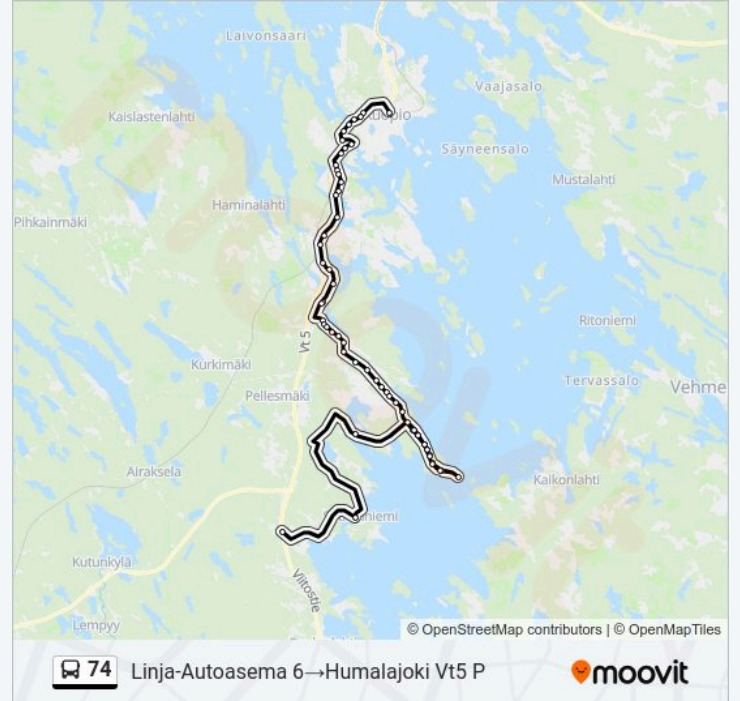 Laivonsaari
Vaajasalo
Kaislastenlahti
Säyneensalo
Mustalahti
Haminalahti
Pihkainmäki
Ritoniemi
Vt 5
Kurkimäki
Tervassalo
Vehme
Pellesmäki
Airaksela
Kaikonlahti
Kutunkylä
Viitostie
Lempyy
© OpenStreetMap contributors | © OpenMapTiles
74 Linja-Autoasema 6→Humalajoki Vt5 P
moovit